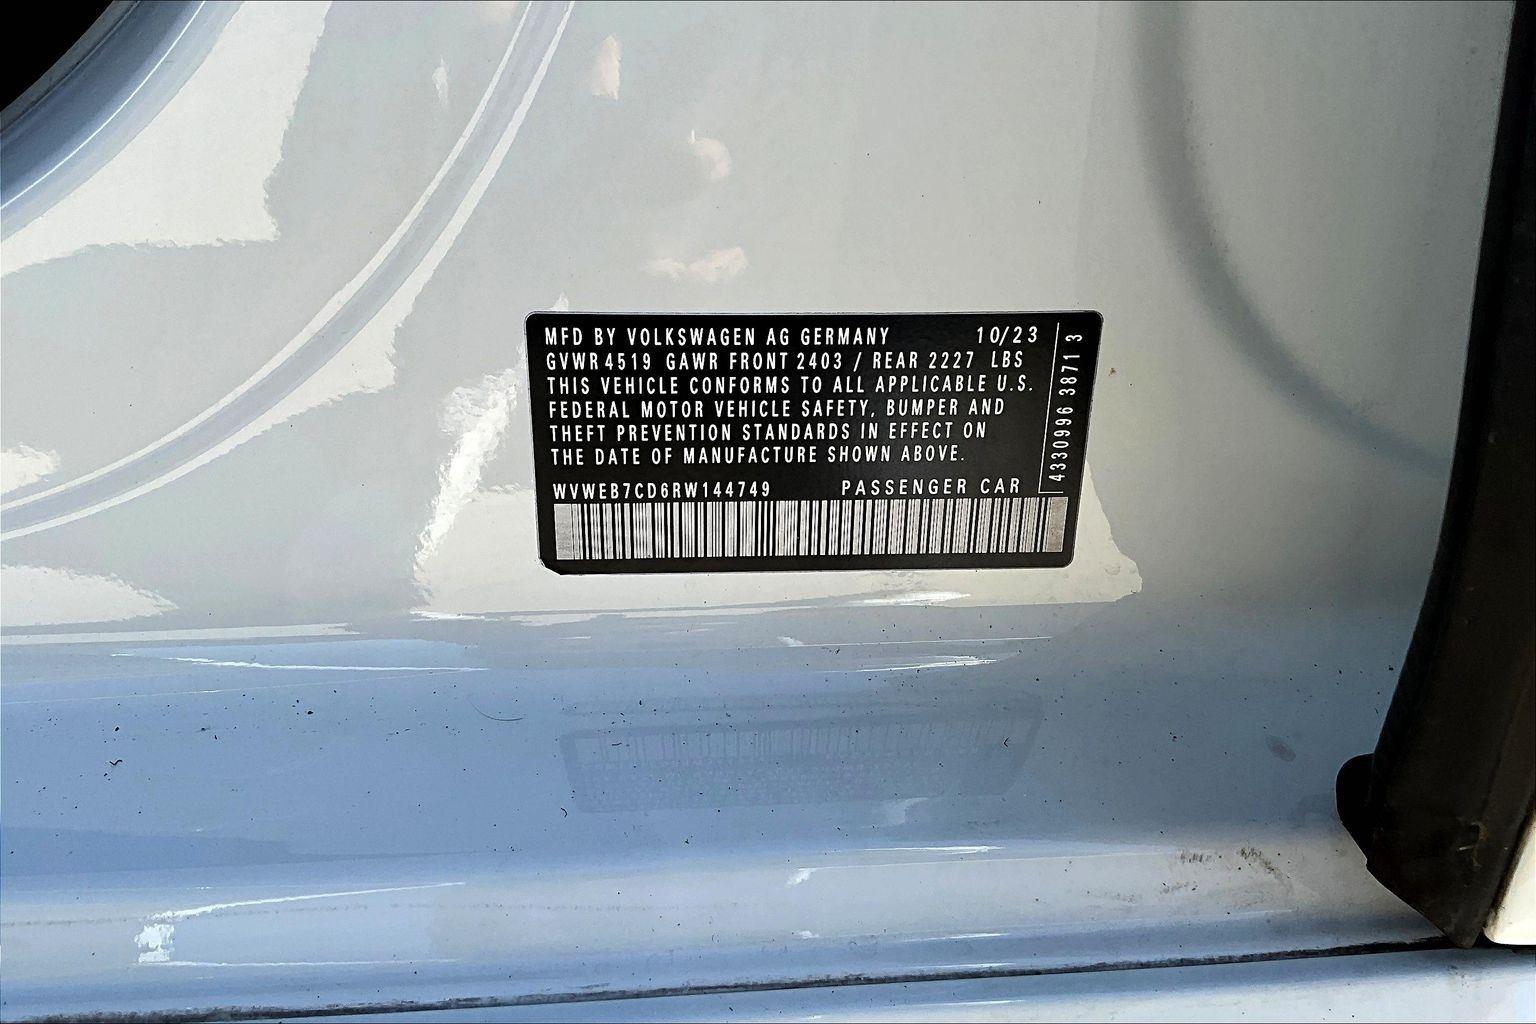 MFD BY VOLKSWAGEN AG GERMANY 10/23
GVWR 4519 GAWR FRONT 2403 / REAR 2227 LBS
THIS VEHICLE CONFORMS TO ALL APPLICABLE U.S.
FEDERAL MOTOR VEHICLE SAFETY, BUMPER AND
THEFT PREVENTION STANDARDS IN EFFECT ON
THE DATE OF MANUFACTURE SHOWN ABOVE.
WVWEB7CD6RW144749 PASSENGER CAR
4330996 3871 3